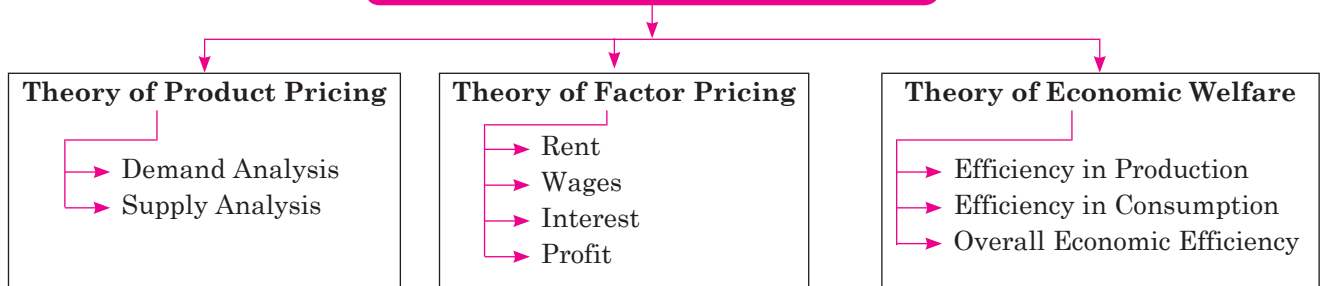 Theory of Product Pricing
Demand Analysis
Supply Analysis
Theory of Factor Pricing
Rent
Wages
Interest
Profit
Theory of Economic Welfare
Efficiency in Production
Efficiency in Consumption
Overall Economic Efficiency